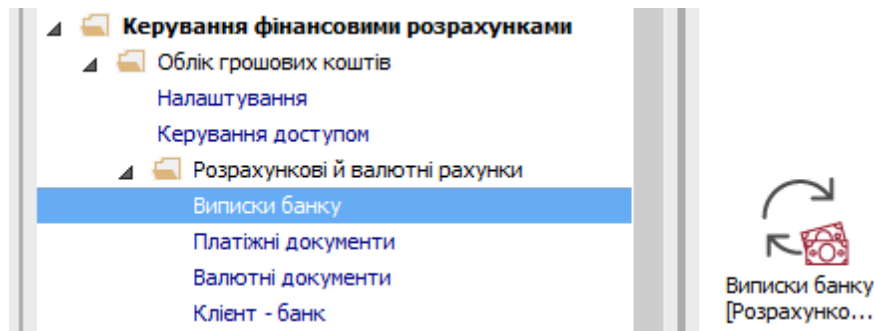 Керування фінансовими розрахунками
Облік грошових коштів
Налаштування
Керування доступом
Розрахункові й валютні рахунки
Виписки банку
Платіжні документи
Валютні документи
Клієнт - банк
Виписки банку
[Розрахунко...